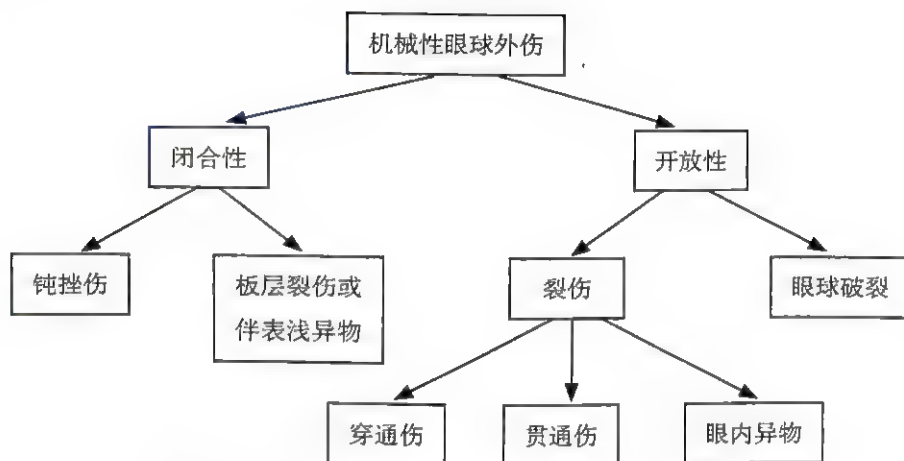 机械性眼球外伤
闭合性
开放性
钝挫伤
板层裂伤或
伴表浅异物
裂伤
眼球破裂
穿通伤
贯通伤
眼内异物